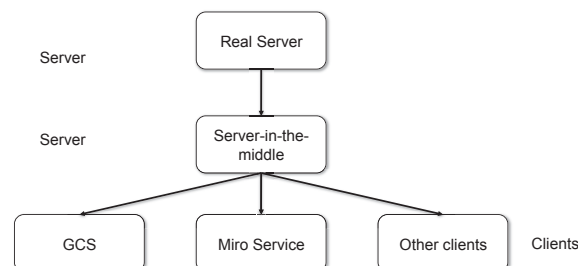 Real Server
Server
Server
Server-in-the-
middle
GCS
Miro Service
Other clients
Clients